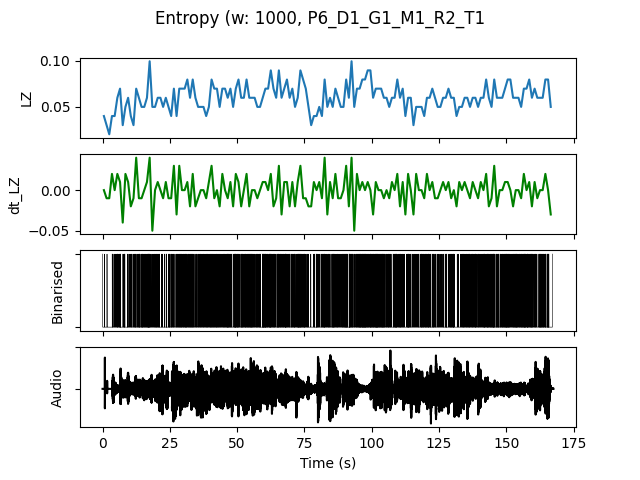 Entropy (w: 1000, P6_D1_G1_M1_R2_T1
0.10
0.05
LZ
0.00
−0.05
dt_LZ
Binarised
Audio
0 25 50 75 100 125 150 175
Time (s)